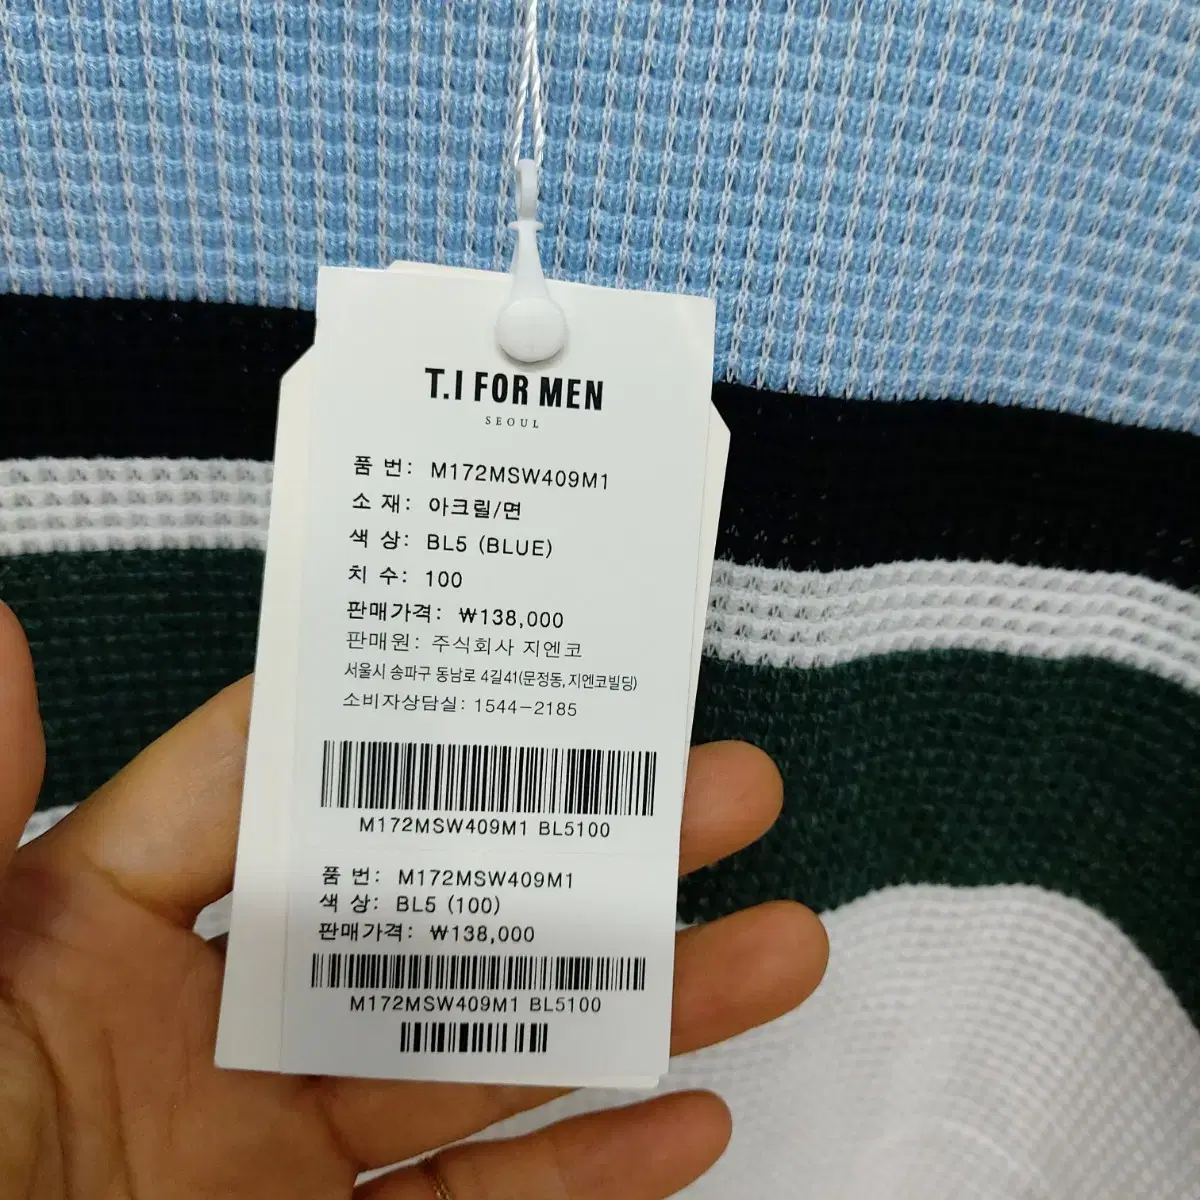 T.I FOR MEN
SEOUL
품 번: M172MSW409M1
소 재: 아크릴/면
색 상: BL5 (BLUE)
치 수: 100
판매가격: ₩138,000
판매원: 주식회사 지엔코
서울시 송파구 동남로 4길41(문정동, 지엔코빌딩)
소비자상담실: 1544-2185
M172MSW409M1 BL5100
품 번: M172MSW409M1
색 상: BL5 (100)
판매가격: ₩138,000
M172MSW409M1 BL5100